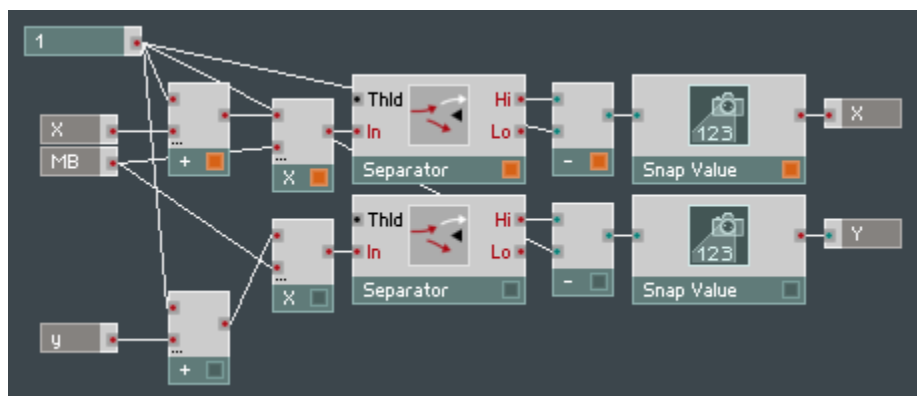 1
X
MB
...
+
...
X
Thld
Hi
In
Lo
Separator
-
123
Snap Value
X
y
...
+
...
X
Thld
Hi
In
Lo
Separator
-
123
Snap Value
Y